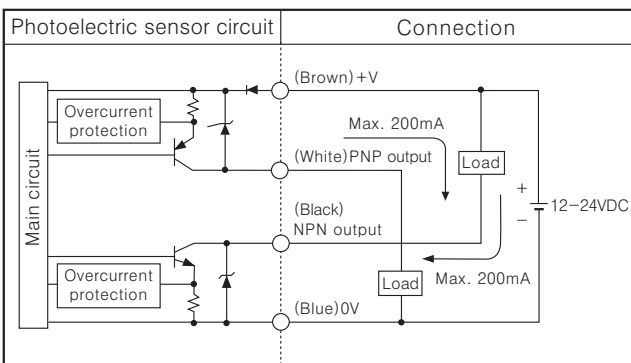 Photoelectric sensor circuit
Connection
(Brown)+V
Overcurrent
protection
Max. 200mA
(White)PNP output
Load
Main circuit
+
12−24VDC
−
(Black)
NPN output
Overcurrent
protection
Load
Max. 200mA
(Blue)0V